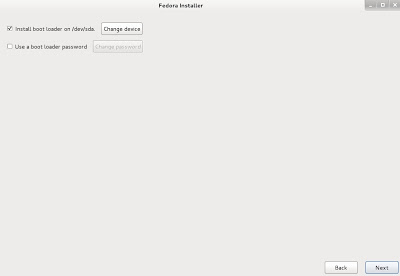 Fedora Installer
Install boot loader on /dev/sda. Change device
Use a boot loader password Change password
Back Next